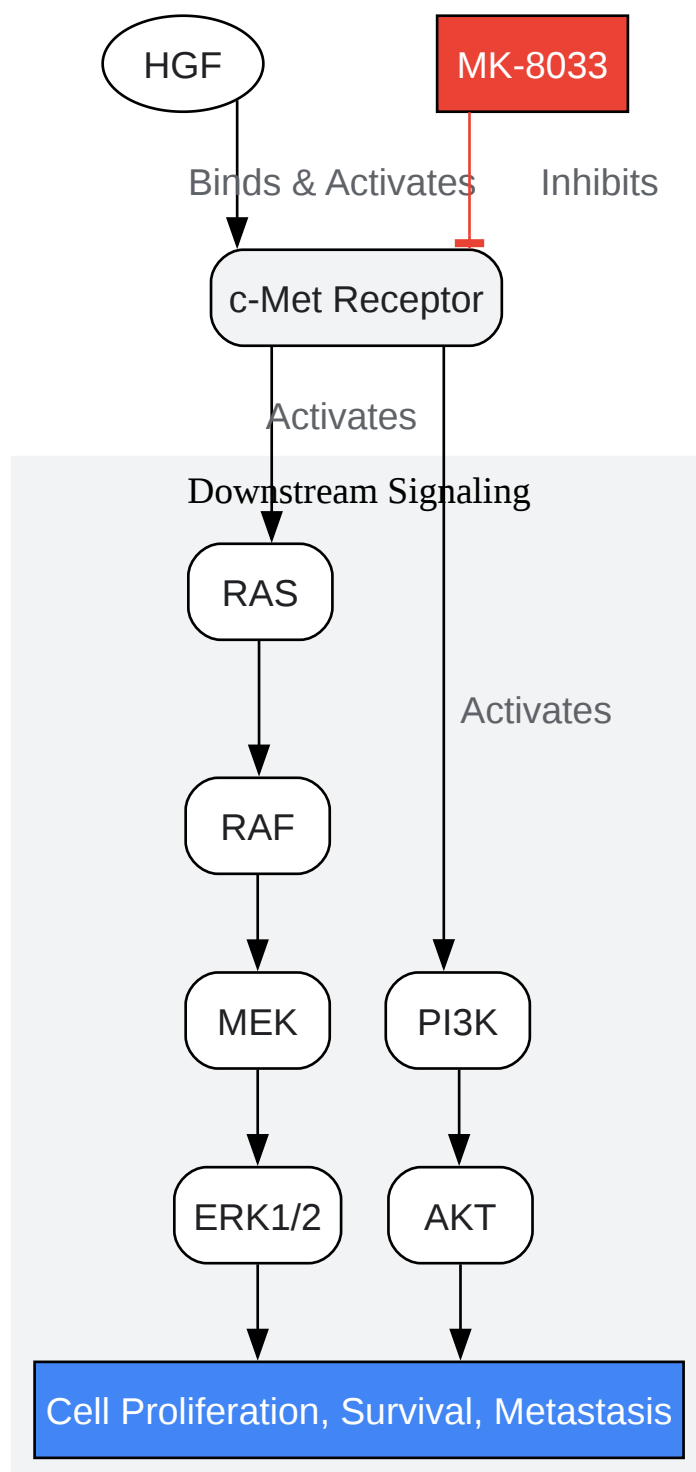 HGF
MK-8033
Binds & Activates
Inhibits
c-Met Receptor
Activates
Downstream Signaling
RAS
Activates
RAF
MEK
PI3K
ERK1/2
AKT
Cell Proliferation, Survival, Metastasis